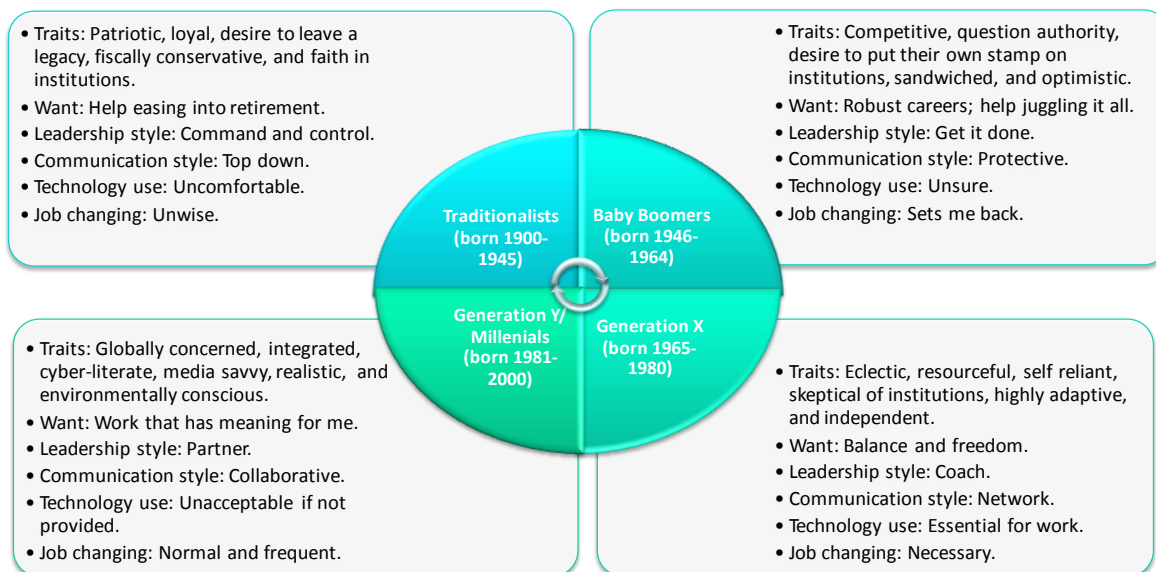 • Traits: Patriotic, loyal, desire to leave a
legacy, fiscally conservative, and faith in
institutions.
• Want: Help easing into retirement.
• Leadership style: Command and control.
• Communication style: Top down.
• Technology use: Uncomfortable.
• Job changing: Unwise.
• Traits: Competitive, question authority,
desire to put their own stamp on
institutions, sandwiched, and optimistic.
• Want: Robust careers; help juggling it all.
• Leadership style: Get it done.
• Communication style: Protective.
• Technology use: Unsure.
• Job changing: Sets me back.
Traditionalists
(born 1900-
1945)
Baby Boomers
(born 1946-
1964)
Generation Y/
Millenials
(born 1981-
2000)
Generation X
(born 1965-
1980)
• Traits: Globally concerned, integrated,
cyber-literate, media savvy, realistic, and
environmentally conscious.
• Want: Work that has meaning for me.
• Leadership style: Partner.
• Communication style: Collaborative.
• Technology use: Unacceptable if not
provided.
• Job changing: Normal and frequent.
• Traits: Eclectic, resourceful, self reliant,
skeptical of institutions, highly adaptive,
and independent.
• Want: Balance and freedom.
• Leadership style: Coach.
• Communication style: Network.
• Technology use: Essential for work.
• Job changing: Necessary.